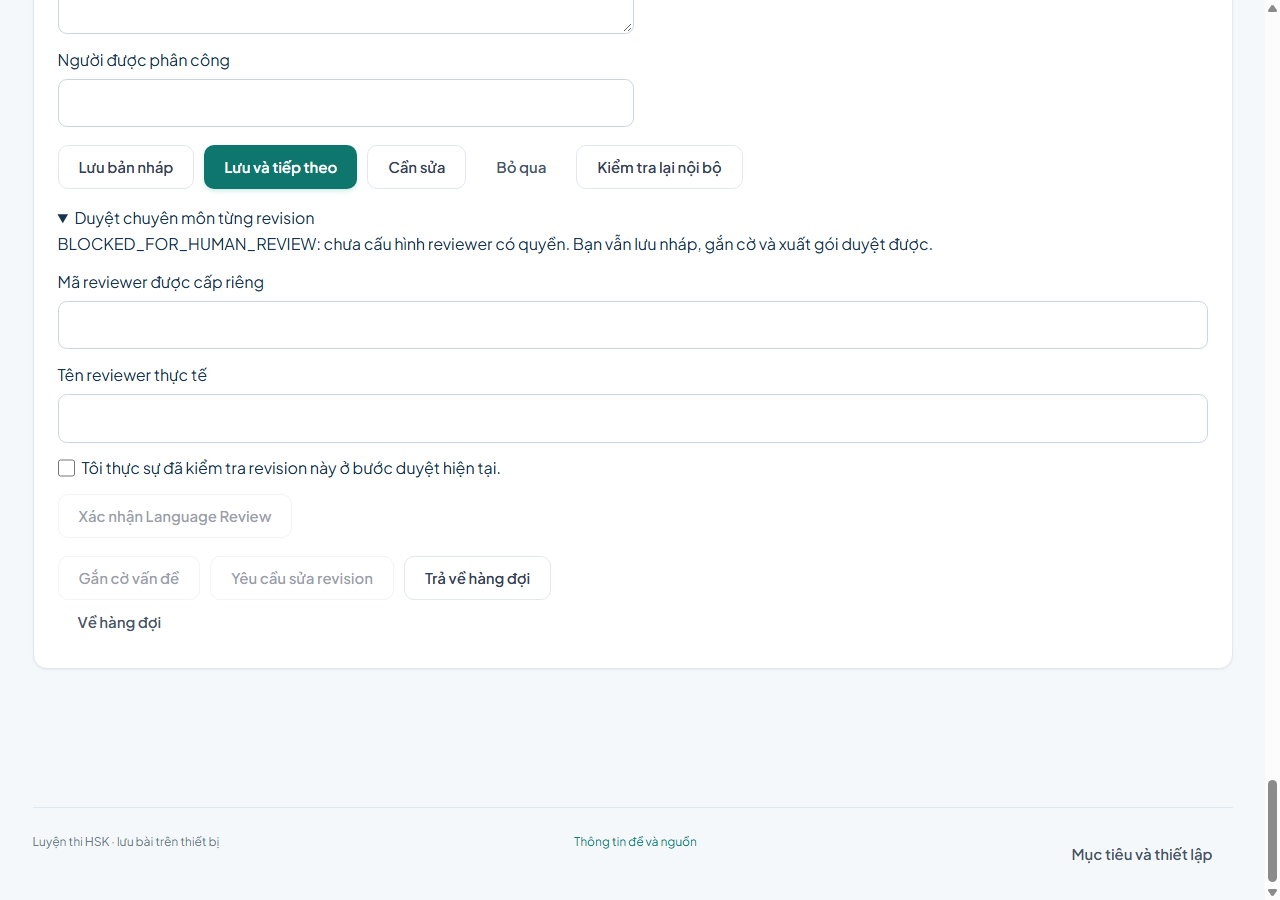 Người được phân công
Lưu bản nháp
Lưu và tiếp theo
Cần sửa
Bỏ qua
Kiểm tra lại nội bộ
Duyệt chuyên môn từng revision
BLOCKED_FOR_HUMAN_REVIEW: chưa cấu hình reviewer có quyền. Bạn vẫn lưu nháp, gắn cờ và xuất gói duyệt được.
Mã reviewer được cấp riêng
Tên reviewer thực tế
Tôi thực sự đã kiểm tra revision này ở bước duyệt hiện tại.
Xác nhận Language Review
Gắn cờ vấn đề
Yêu cầu sửa revision
Trả về hàng đợi
Về hàng đợi
Luyện thi HSK · lưu bài trên thiết bị
Thông tin đề và nguồn
Mục tiêu và thiết lập